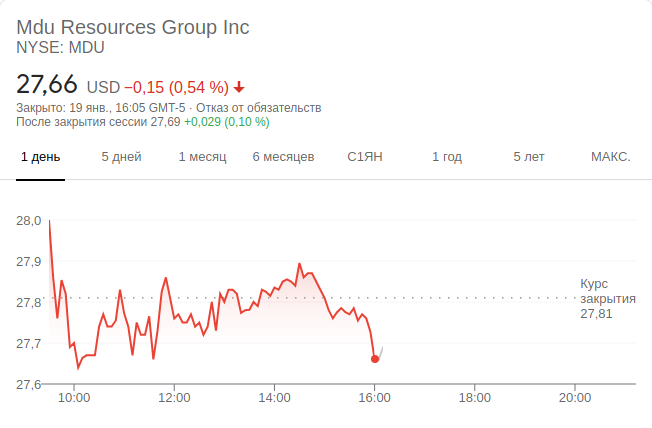 Mdu Resources Group Inc
NYSE: MDU
27,66 USD −0,15 (0,54 %)
Закрыто: 19 янв., 16:05 GMT-5 · Отказ от обязательств
После закрытия сессии 27,69 +0,029 (0,10 %)
1 день 5 дней 1 месяц 6 месяцев С1ЯН 1 год 5 лет МАКС.
28,0
27,9
27,8
27,7
27,6
Курс
закрытия
27,81
10:00 12:00 14:00 16:00 18:00 20:00